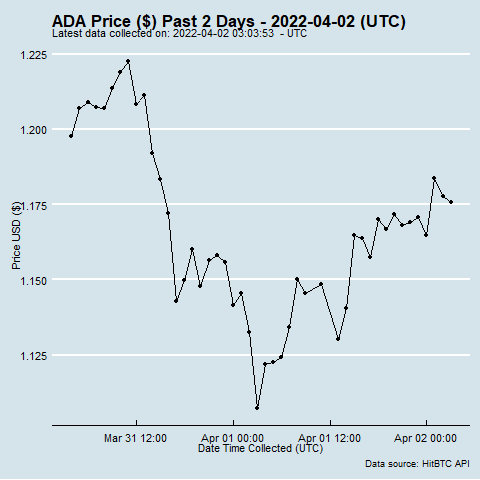 ADA Price ($) Past 2 Days - 2022-04-02 (UTC)
Latest data collected on: 2022-04-02 03:03:53 - UTC
1.225
1.200
1.175
1.150
1.125
Price USD ($)
Mar 31 12:00 Apr 01 00:00 Apr 01 12:00 Apr 02 00:00
Date Time Collected (UTC)
Data source: HitBTC API